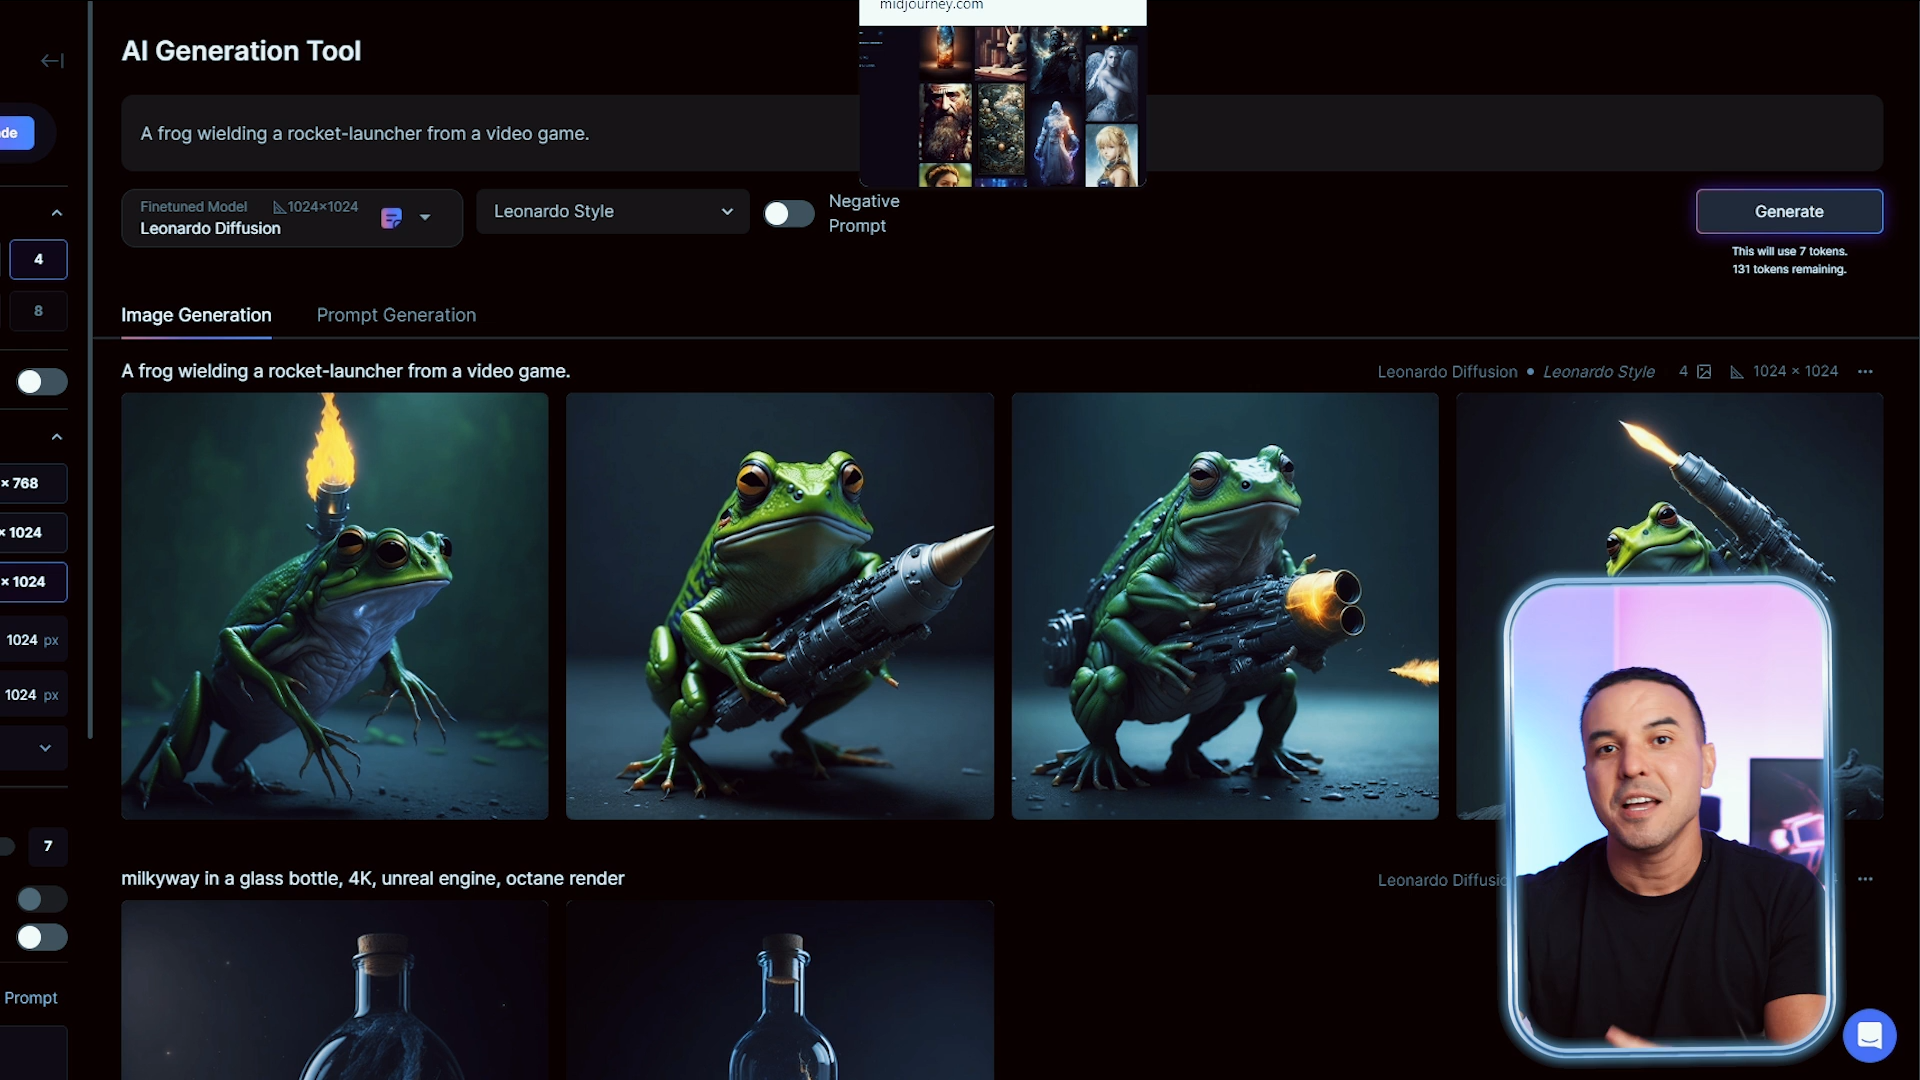 midjourney.com
AI Generation Tool
A frog wielding a rocket-launcher from a video game.
Finetuned Model 1024×1024
Leonardo Diffusion
Leonardo Style
Negative
Prompt
Generate
This will use 7 tokens.
131 tokens remaining.
4
8
Image Generation
Prompt Generation
A frog wielding a rocket-launcher from a video game.
Leonardo Diffusion • Leonardo Style 4 1024 × 1024
× 768
× 1024
× 1024
1024 px
1024 px
7
milkyway in a glass bottle, 4K, unreal engine, octane render
Leonardo Diffusio
Prompt